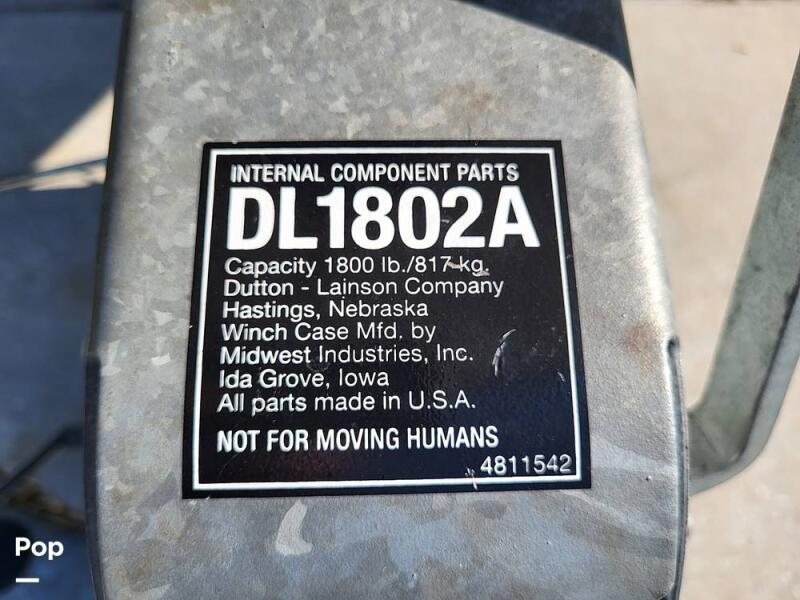 INTERNAL COMPONENT PARTS
DL1802A
Capacity 1800 lb./817 kg.
Dutton - Lainson Company
Hastings, Nebraska
Winch Case Mfd. by
Midwest Industries, Inc.
Ida Grove, Iowa
All parts made in U.S.A.
NOT FOR MOVING HUMANS
4811542
Pop